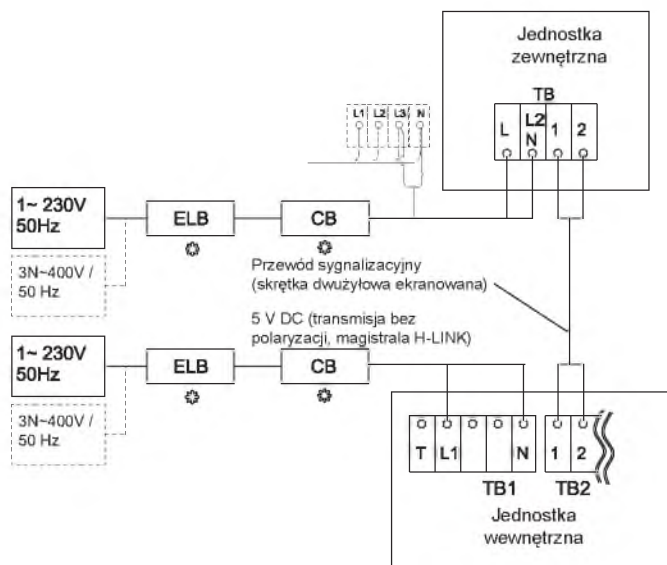 Jednostka
zewnętrzna
TB
L L2 N 1 2
L1 L2 L3 N
1~ 230V
50Hz
ELB
CB
3N~400V /
50 Hz
Przewód sygnalizacyjny
(skrętka dwużyłowa ekranowana)
5 V DC (transmisja bez
polaryzacji, magistrala H-LINK)
1~ 230V
50Hz
ELB
CB
3N~400V /
50 Hz
T L1 N 1 2
TB1 TB2
Jednostka
wewnętrzna